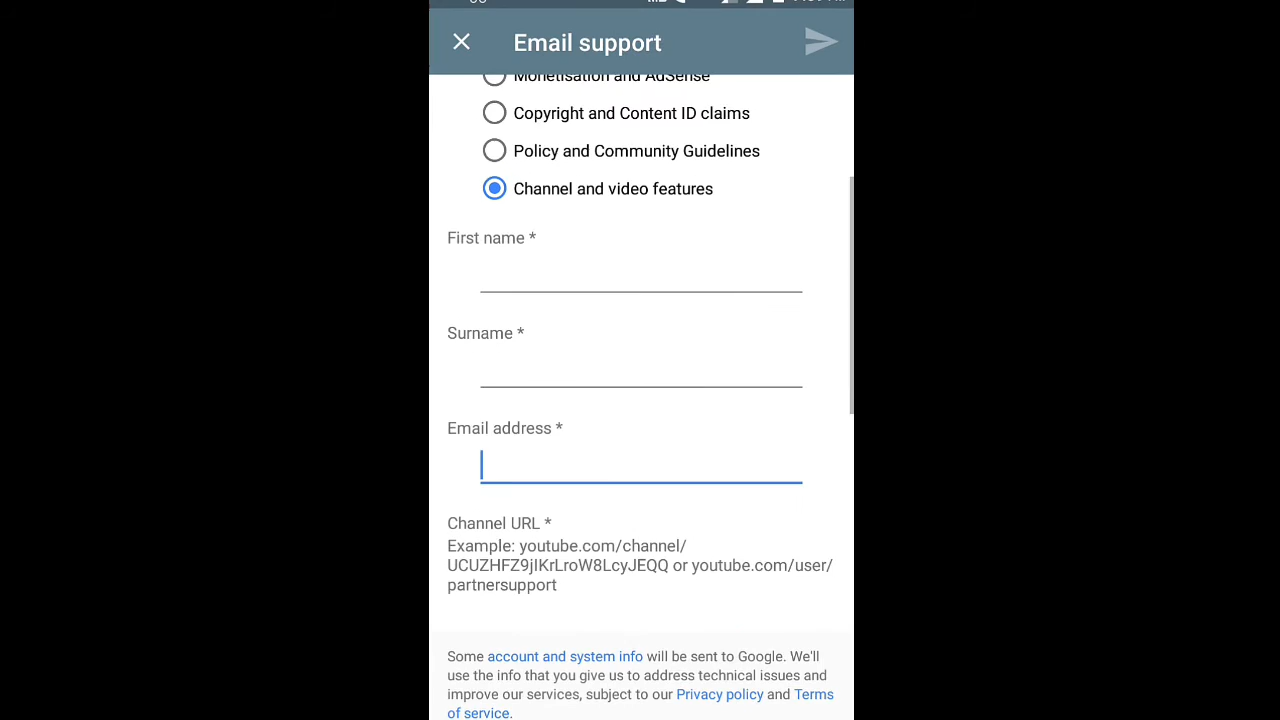 Email support
Monetisation and AdSense
Copyright and Content ID claims
Policy and Community Guidelines
Channel and video features
First name *
Surname *
Email address *
Channel URL *
Example: youtube.com/channel/
UCUZHFZ9jIKrLroW8LcyJEQQ or youtube.com/user/
partnersupport
Some account and system info will be sent to Google. We'll
use the info that you give us to address technical issues and
improve our services, subject to our Privacy policy and Terms
of service.